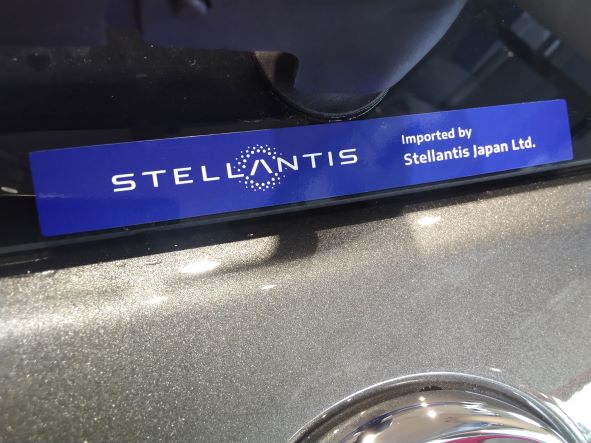 STELLANTIS
Imported by
Stellantis Japan Ltd.